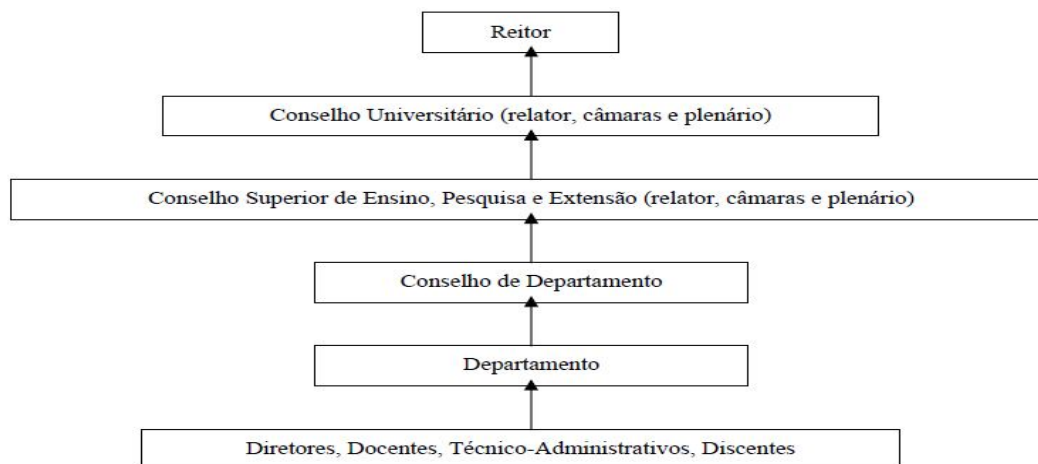 Reitor
Conselho Universitário (relator, câmaras e plenário)
Conselho Superior de Ensino, Pesquisa e Extensão (relator, câmaras e plenário)
Conselho de Departamento
Departamento
Diretores, Docentes, Técnico-Administrativos, Discentes